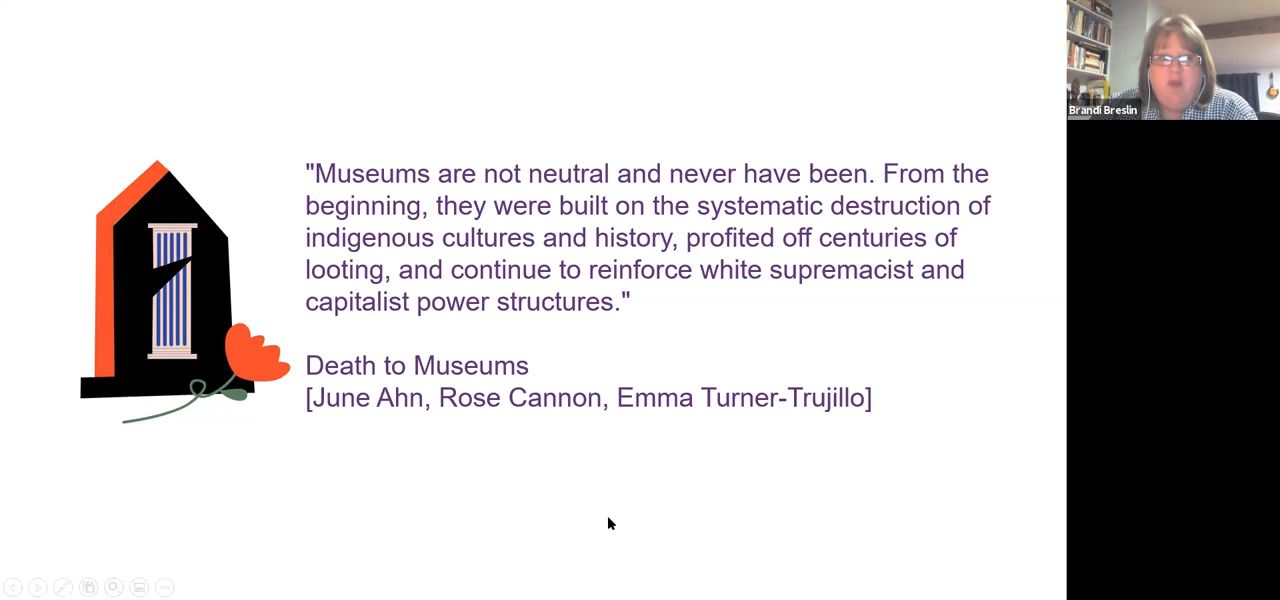 "Museums are not neutral and never have been. From the
beginning, they were built on the systematic destruction of
indigenous cultures and history, profited off centuries of
looting, and continue to reinforce white supremacist and
capitalist power structures."
Death to Museums
[June Ahn, Rose Cannon, Emma Turner-Trujillo]
Brandi Breslin